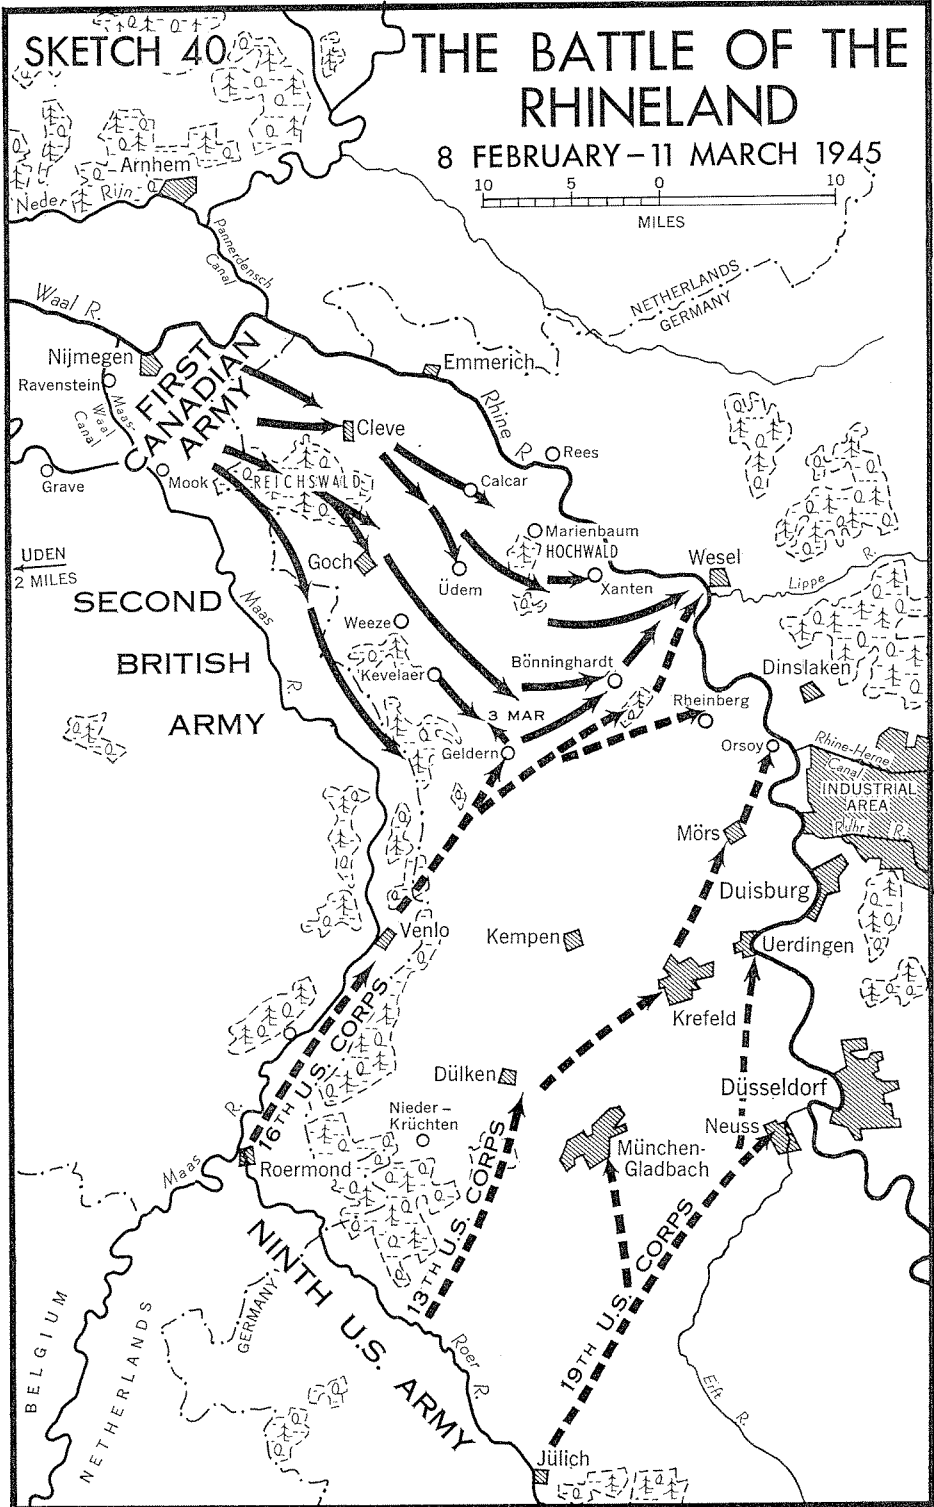 SKETCH 40
THE BATTLE OF THE
RHINELAND
8 FEBRUARY – 11 MARCH 1945
10 5 0 10
MILES
Arnhem
Neder Rijn
Pannerdensch
Canal
NETHERLANDS
GERMANY
Waal R.
Nijmegen
Ravenstein
Maas-
Waal
Canal
FIRST
CANADIAN
ARMY
Emmerich
Rhine R.
Cleve
Rees
Grave
Mook
REICHSWALD
Calcar
Marienbaum
HOCHWALD
UDEN
2 MILES
Goch
Üdem
Xanten
Wesel
Lippe R.
SECOND
BRITISH
ARMY
Maas
R.
Weeze
Kevelaer
Bönninghardt
Dinslaken
3 MAR
Rheinberg
Geldern
Orsoy
Rhine-Herne
Canal
INDUSTRIAL
AREA
Ruhr R.
Mörs
Duisburg
Venlo
Kempen
Uerdingen
16TH U.S. CORPS
Krefeld
Dülken
Düsseldorf
R.
Nieder–
Krüchten
Neuss
Maas
Roermond
München-
Gladbach
13TH U.S. CORPS
19TH U.S. CORPS
NINTH U.S. ARMY
GERMANY
BELGIUM
NETHERLANDS
Roer R.
Erft R.
Jülich